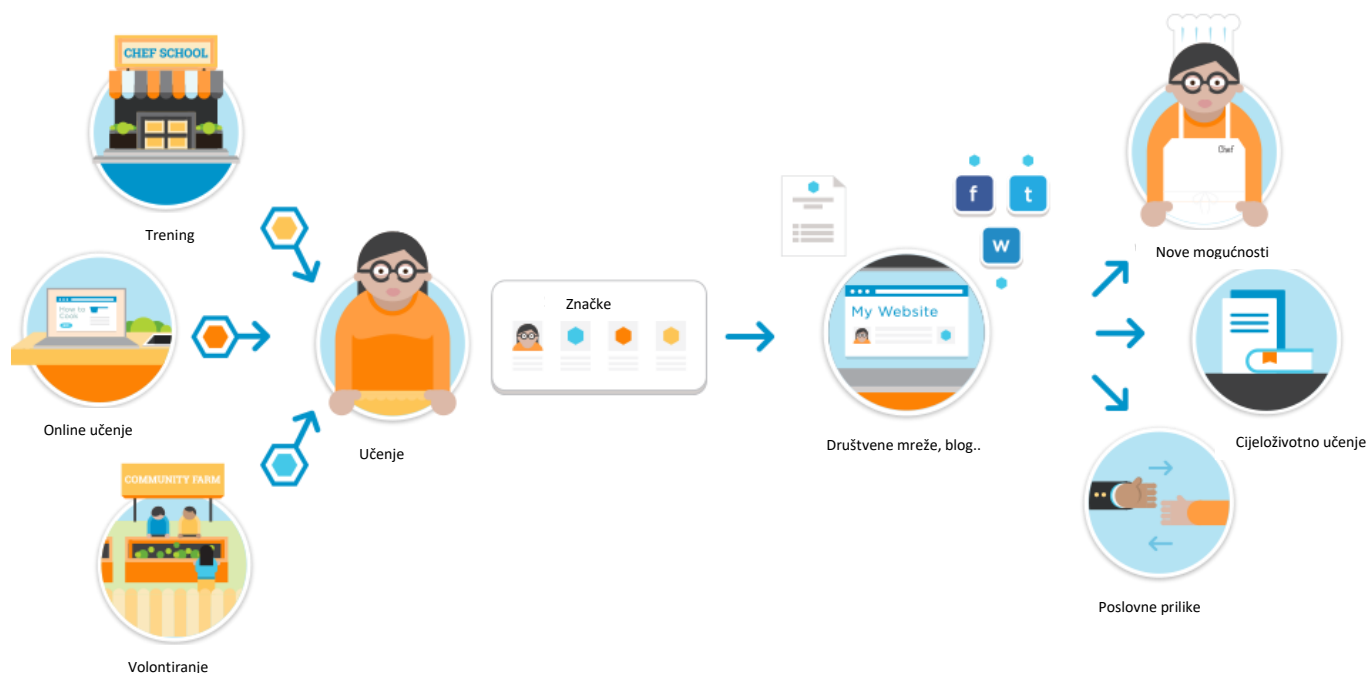 CHEF SCHOOL
Trening
How to
Cook
Online učenje
COMMUNITY FARM
Volontiranje
Učenje
Značke
f
t
w
My Website
Društvene mreže, blog..
Chef
Nove mogućnosti
Cijeloživotno učenje
Poslovne prilike